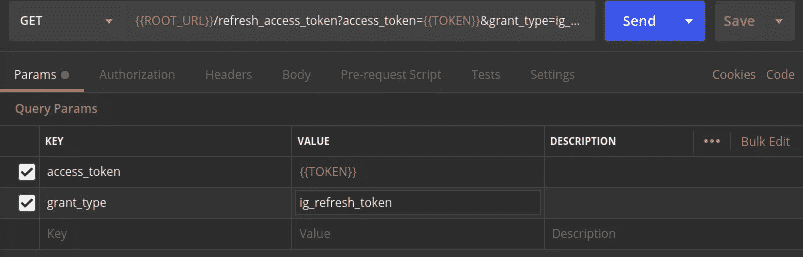 GET {{ROOT_URL}}/refresh_access_token?access_token={{TOKEN}}&grant_type=ig_... Send Save
Params Authorization Headers Body Pre-request Script Tests Settings Cookies Code
Query Params
KEY VALUE DESCRIPTION ••• Bulk Edit
access_token {{TOKEN}}
grant_type ig_refresh_token
Key Value Description